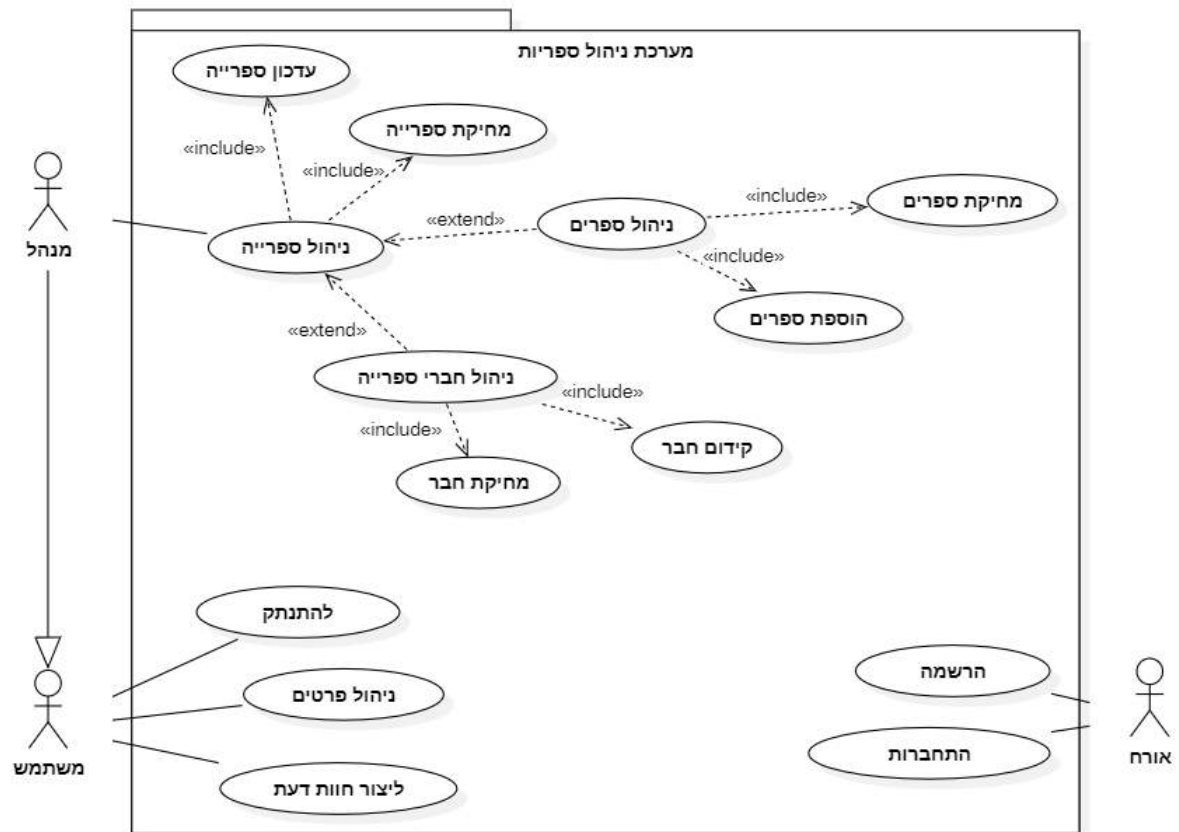 מערכת ניהול ספריות
עדכון ספרייה
מחיקת ספרייה
«include»
«include»
מנהל
ניהול ספרייה
«extend»
ניהול ספרים
«include»
מחיקת ספרים
«include»
הוספת ספרים
«extend»
ניהול חברי ספרייה
«include»
«include»
קידום חבר
מחיקת חבר
להתנתק
ניהול פרטים
ליצור חוות דעת
משתמש
הרשמה
התחברות
אורח